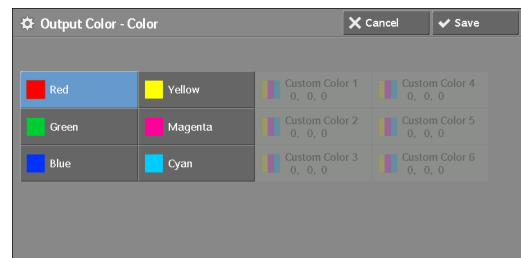 Output Color - Color
Cancel
Save
Red
Yellow
Custom Color 1
0, 0, 0
Custom Color 4
0, 0, 0
Green
Magenta
Custom Color 2
0, 0, 0
Custom Color 5
0, 0, 0
Blue
Cyan
Custom Color 3
0, 0, 0
Custom Color 6
0, 0, 0